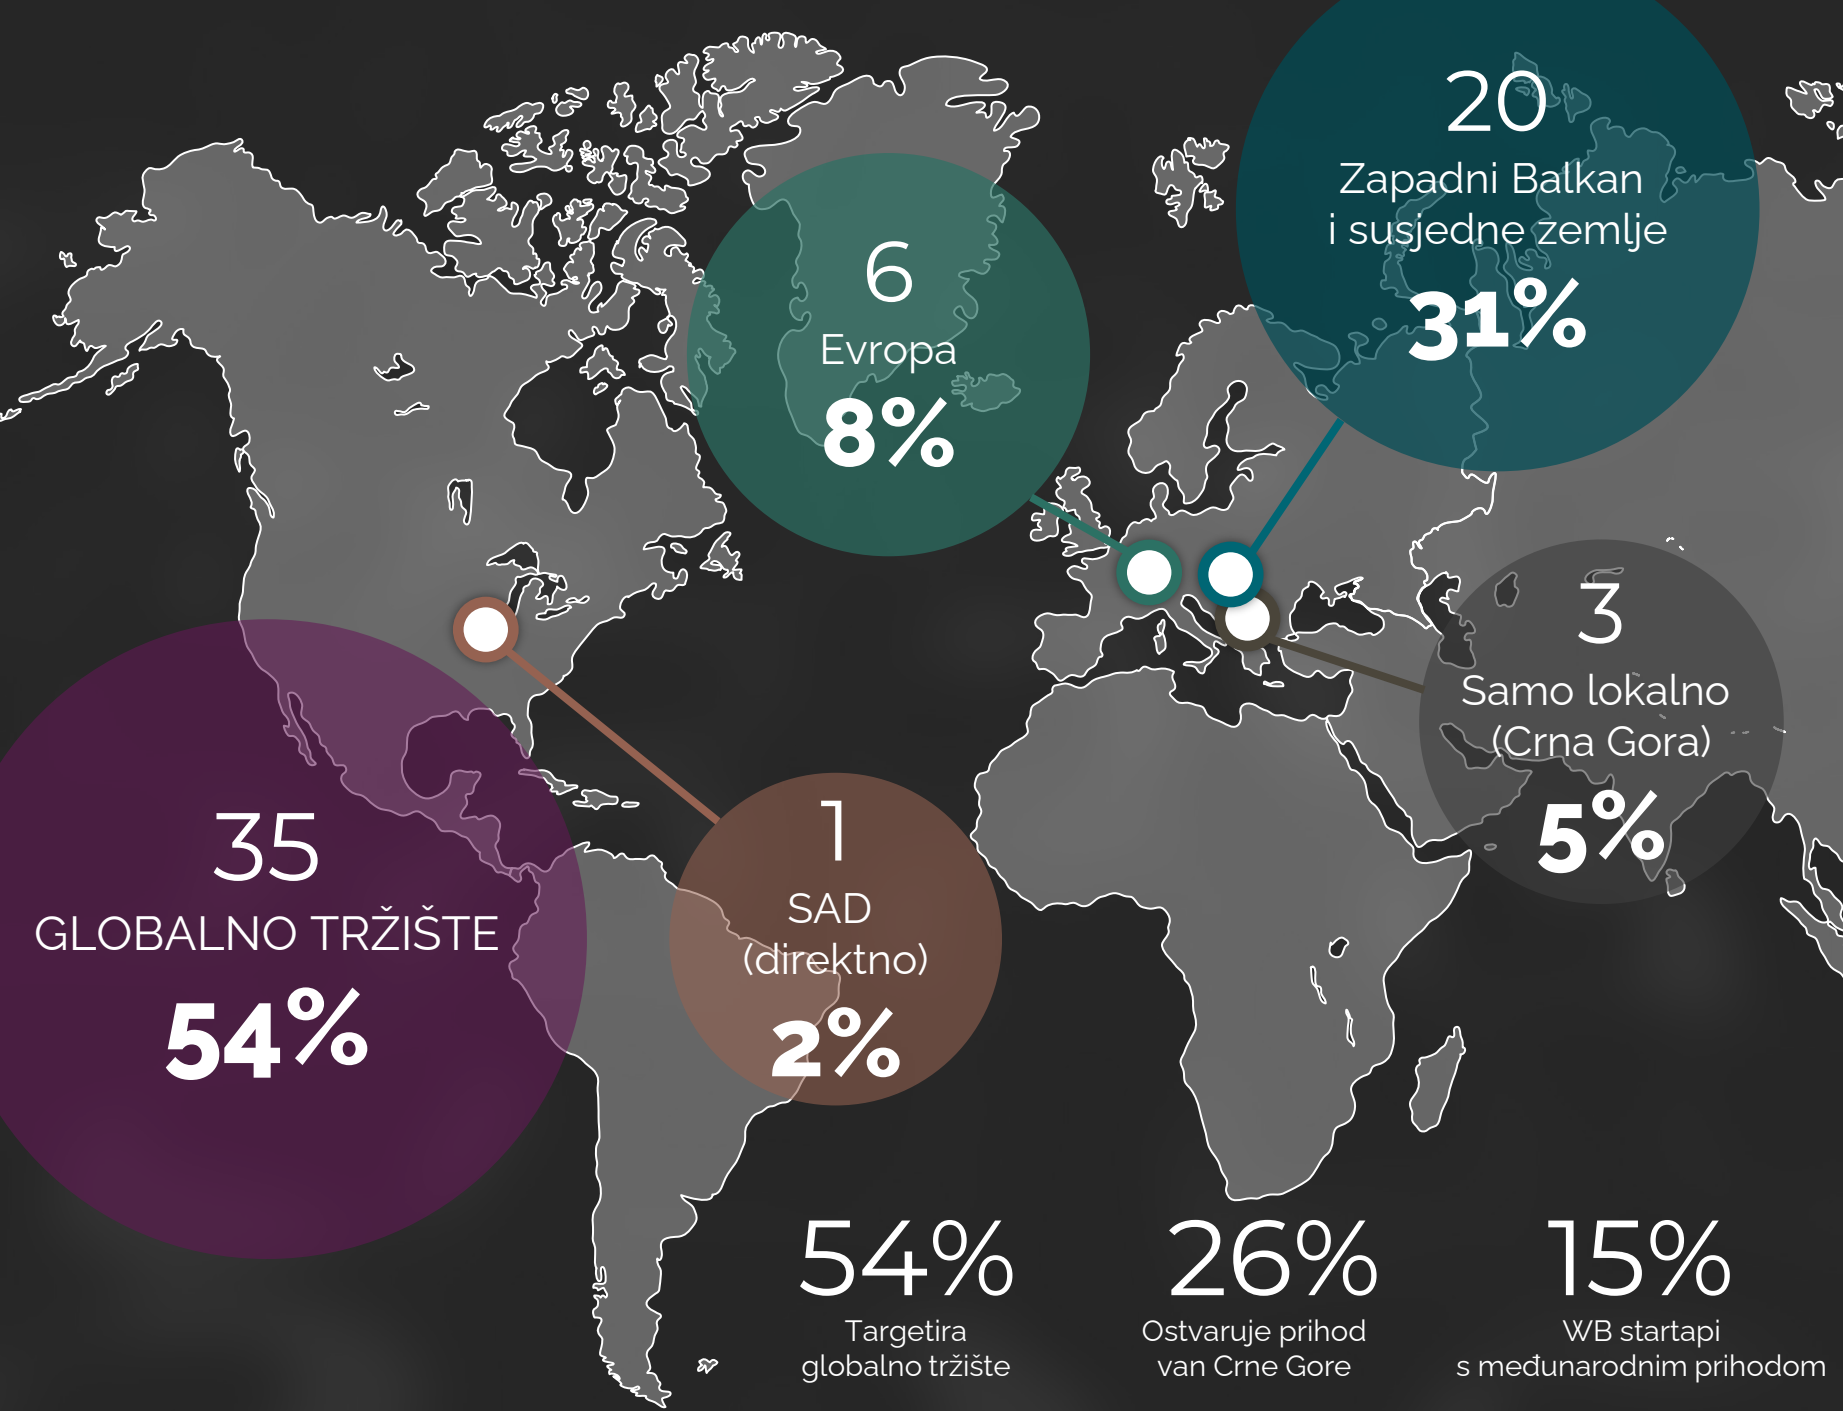 20
Zapadni Balkan
i susjedne zemlje
31%
6
Evropa
8%
3
Samo lokalno
(Crna Gora)
5%
35
GLOBALNO TRŽIŠTE
54%
1
SAD
(direktno)
2%
54%
Targetira
globalno tržište
26%
Ostvaruje prihod
van Crne Gore
15%
WB startapi
s međunarodnim prihodom